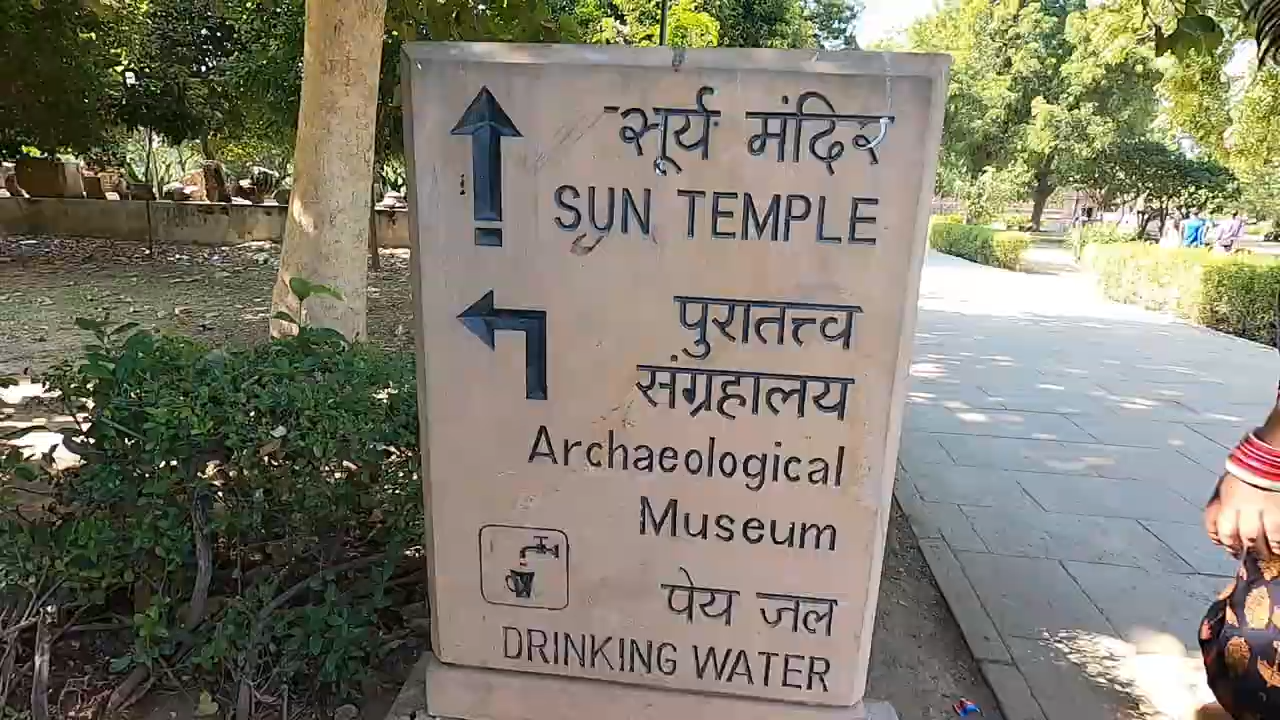 सूर्य मंदिर
SUN TEMPLE
पुरातत्त्व
संग्रहालय
Archaeological
Museum
पेय जल
DRINKING WATER